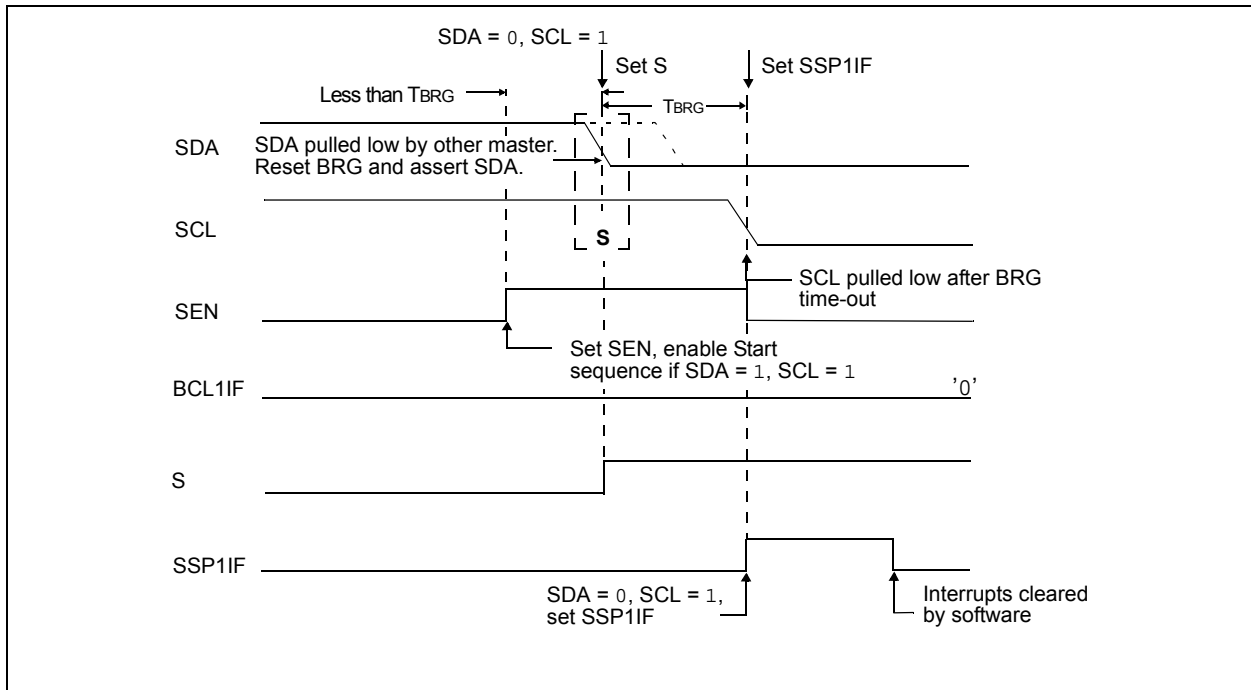 SDA = 0, SCL = 1
Set S
Set SSP1IF
Less than TBRG
TBRG
SDA
SDA pulled low by other master.
Reset BRG and assert SDA.
SCL
S
SCL pulled low after BRG
time-out
SEN
Set SEN, enable Start
sequence if SDA = 1, SCL = 1
BCL1IF
'0'
S
SSP1IF
SDA = 0, SCL = 1,
set SSP1IF
Interrupts cleared
by software